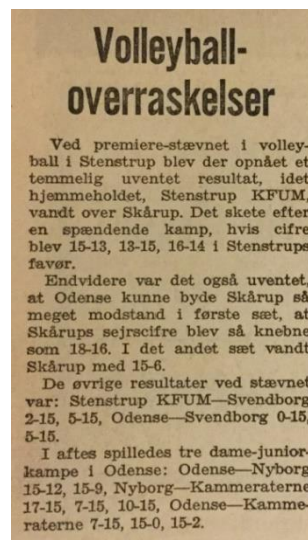 Volleyball-
overraskelser
Ved premiere-stævnet i volley-
ball i Stenstrup blev der opnået et
temmelig uventet resultat, idet
hjemmeholdet, Stenstrup KFUM,
vandt over Skårup. Det skete efter
en spændende kamp, hvis cifre
blev 15-13, 13-15, 16-14 i Stenstrups
favør.
Endvidere var det også uventet,
at Odense kunne byde Skårup så
meget modstand i første sæt, at
Skårups sejrscifre blev så knebne
som 18-16. I det andet sæt vandt
Skårup med 15-6.
De øvrige resultater ved stævnet
var: Stenstrup KFUM—Svendborg
2-15, 5-15, Odense—Svendborg 0-15,
5-15.
I aftes spilledes tre dame-junior-
kampe i Odense: Odense—Nyborg
15-12, 15-9, Nyborg—Kammeraterne
17-15, 7-15, 10-15, Odense—Kamme-
raterne 7-15, 15-0, 15-2.